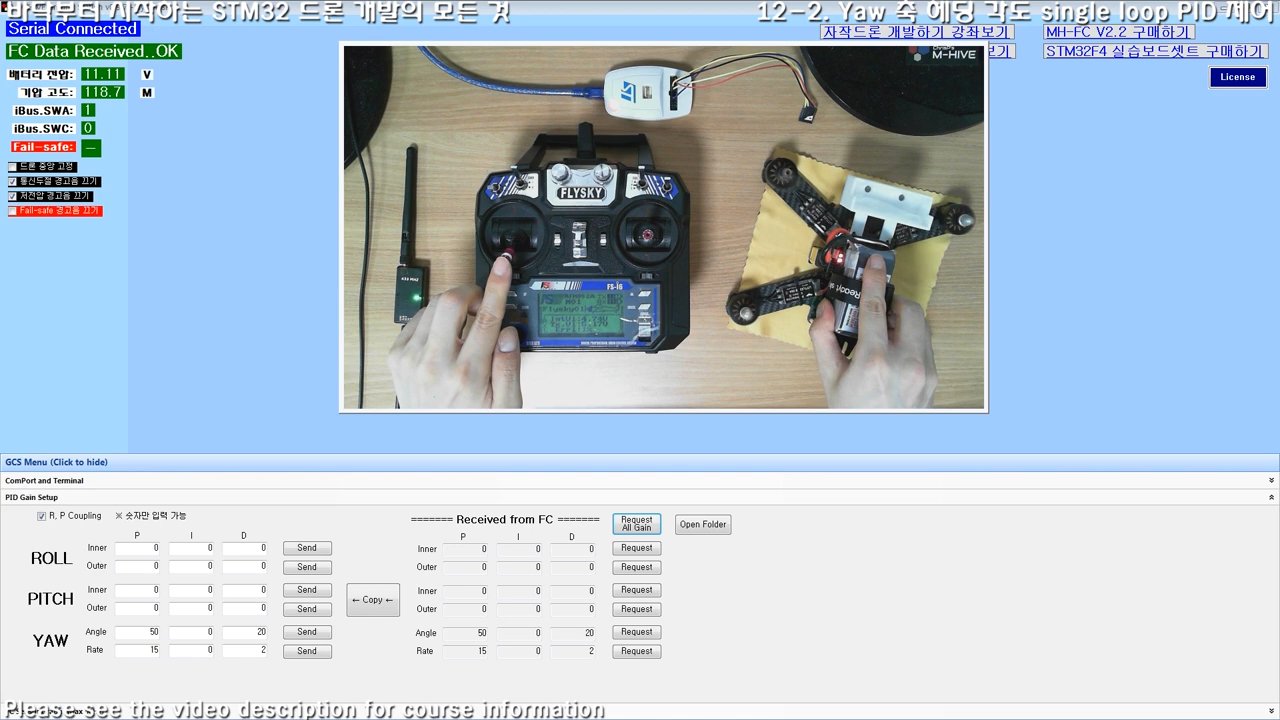 바닥부터 시작하는 STM32 드론 개발의 모든 것
12-2. Yaw 축 헤딩 각도 single loop PID 제어
Serial Connected
자작드론 개발하기 강좌보기
MH-FC V2.2 구매하기
FC Data Received..OK
보기
STM32F4 실습보드셋트 구매하기
배터리 전압: 11.11 V
License
기압 고도: 118.7 M
iBus.SWA: 1
iBus.SWC: 0
Fail-safe: —
드론 중앙 고정
통신두절 경고음 끄기
저전압 경고음 끄기
Fail-safe 경고음 끄기
M-HIVE
FLYSKY
FS-i6
Ready
GCS Menu (Click to hide)
ComPort and Terminal
PID Gain Setup
R, P Coupling ※ 숫자만 입력 가능
======= Received from FC =======
Request All Gain
Open Folder
P I D
P I D
ROLL
Inner 0 0 0 Send
Inner 0 0 0 Request
Outer 0 0 0 Send
Outer 0 0 0 Request
PITCH
Inner 0 0 0 Send
← Copy ←
Inner 0 0 0 Request
Outer 0 0 0 Send
Outer 0 0 0 Request
YAW
Angle 50 0 20 Send
Angle 50 0 20 Request
Rate 15 0 2 Send
Rate 15 0 2 Request
Please see the video description for course information